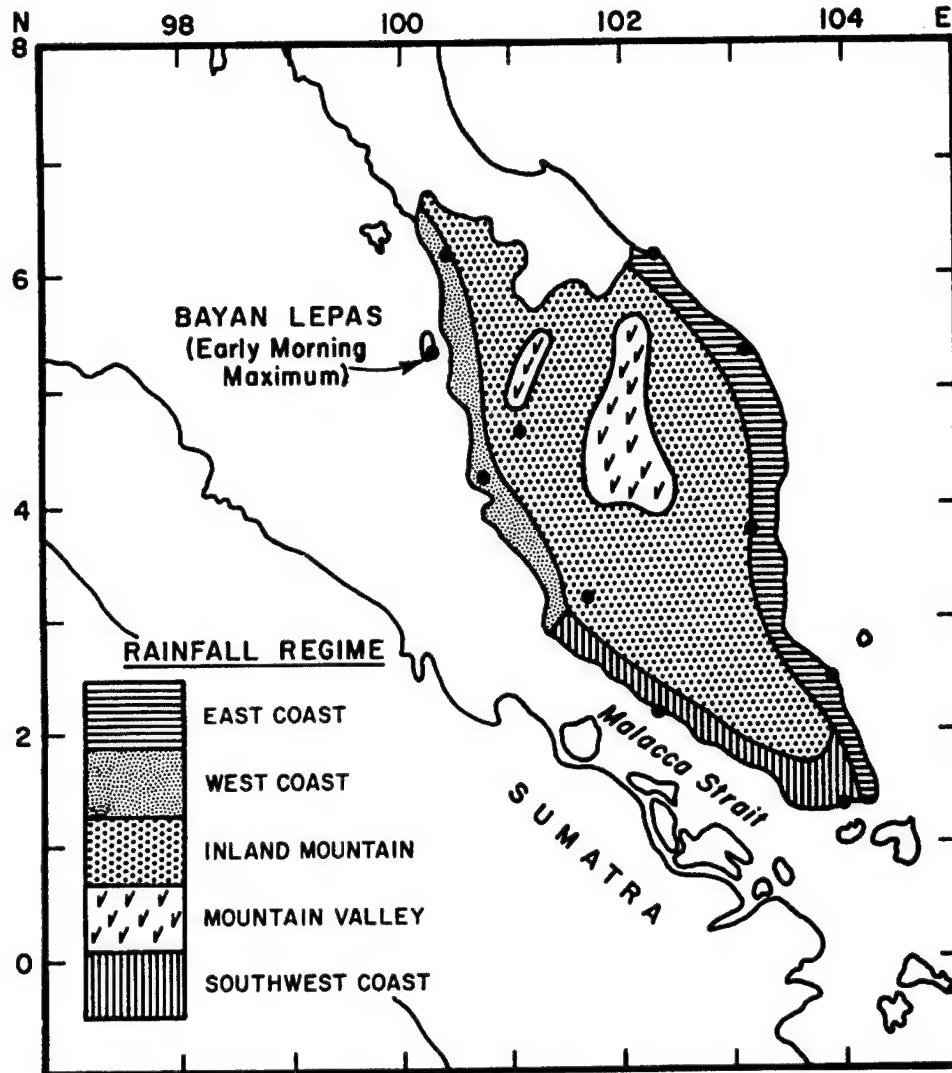 N 98 100 102 104 E
8
6
BAYAN LEPAS
(Early Morning
Maximum)
4
RAINFALL REGIME
EAST COAST
2
Malacca Strait
WEST COAST
SUMATRA
INLAND MOUNTAIN
MOUNTAIN VALLEY
0
SOUTHWEST COAST